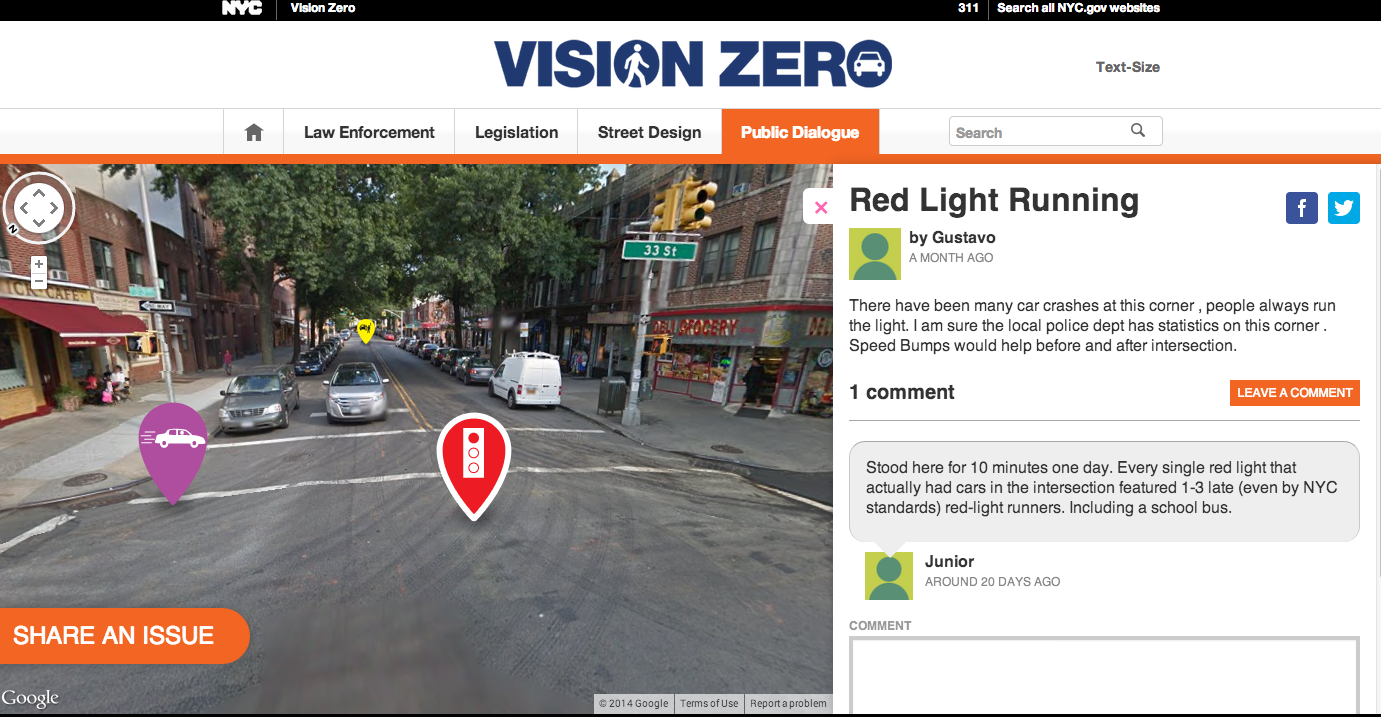 NYC
Vision Zero
311
Search all NYC.gov websites
VISION ZERO
Text-Size
Law Enforcement
Legislation
Street Design
Public Dialogue
Search
N
+
−
33 St
ONE WAY
CAFE
DELI GROCERY
DELI
SHARE AN ISSUE
Google
© 2014 Google
Terms of Use
Report a problem
×
Red Light Running
f
by Gustavo
A MONTH AGO
There have been many car crashes at this corner , people always run
the light. I am sure the local police dept has statistics on this corner .
Speed Bumps would help before and after intersection.
1 comment
LEAVE A COMMENT
Stood here for 10 minutes one day. Every single red light that
actually had cars in the intersection featured 1-3 late (even by NYC
standards) red-light runners. Including a school bus.
Junior
AROUND 20 DAYS AGO
COMMENT